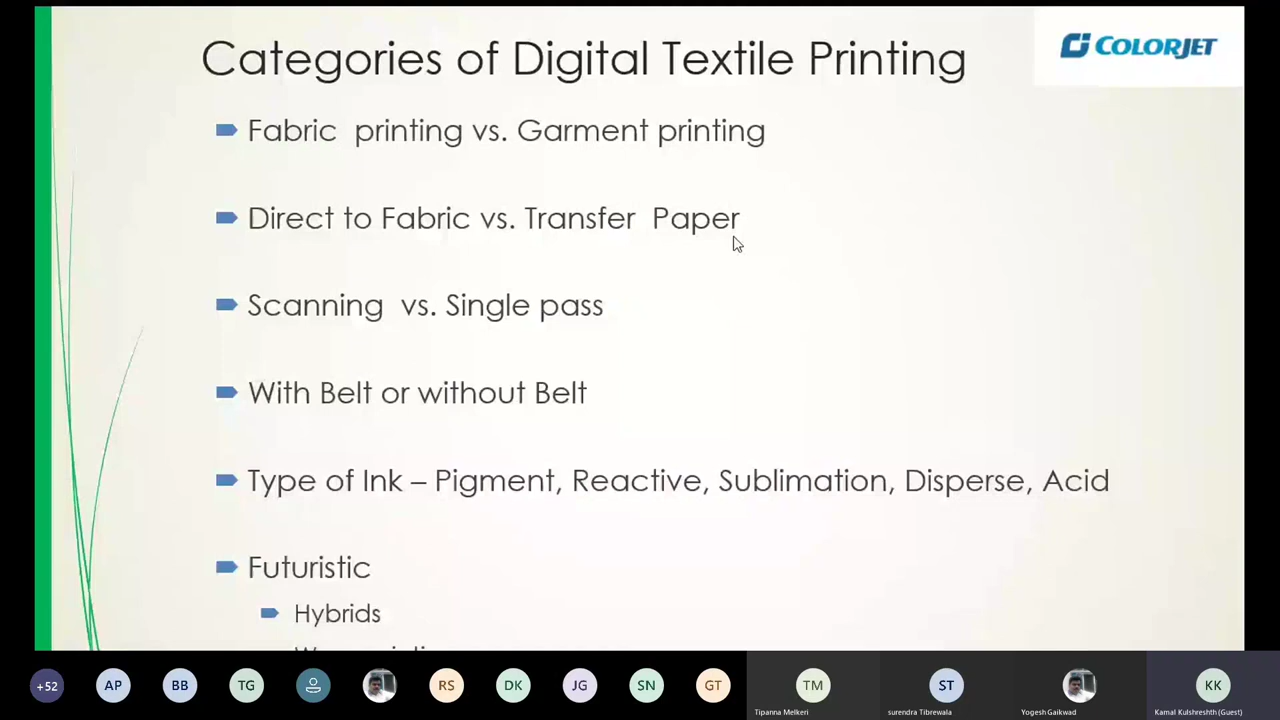 Categories of Digital Textile Printing
COLORJET
Fabric printing vs. Garment printing
Direct to Fabric vs. Transfer Paper
Scanning vs. Single pass
With Belt or without Belt
Type of Ink – Pigment, Reactive, Sublimation, Disperse, Acid
Futuristic
Hybrids
+52 AP BB TG RS DK JG SN GT TM ST KK
Tipanna Melkeri surendra Tibrewala Yogesh Gaikwad Kamal Kulshreshth (Guest)